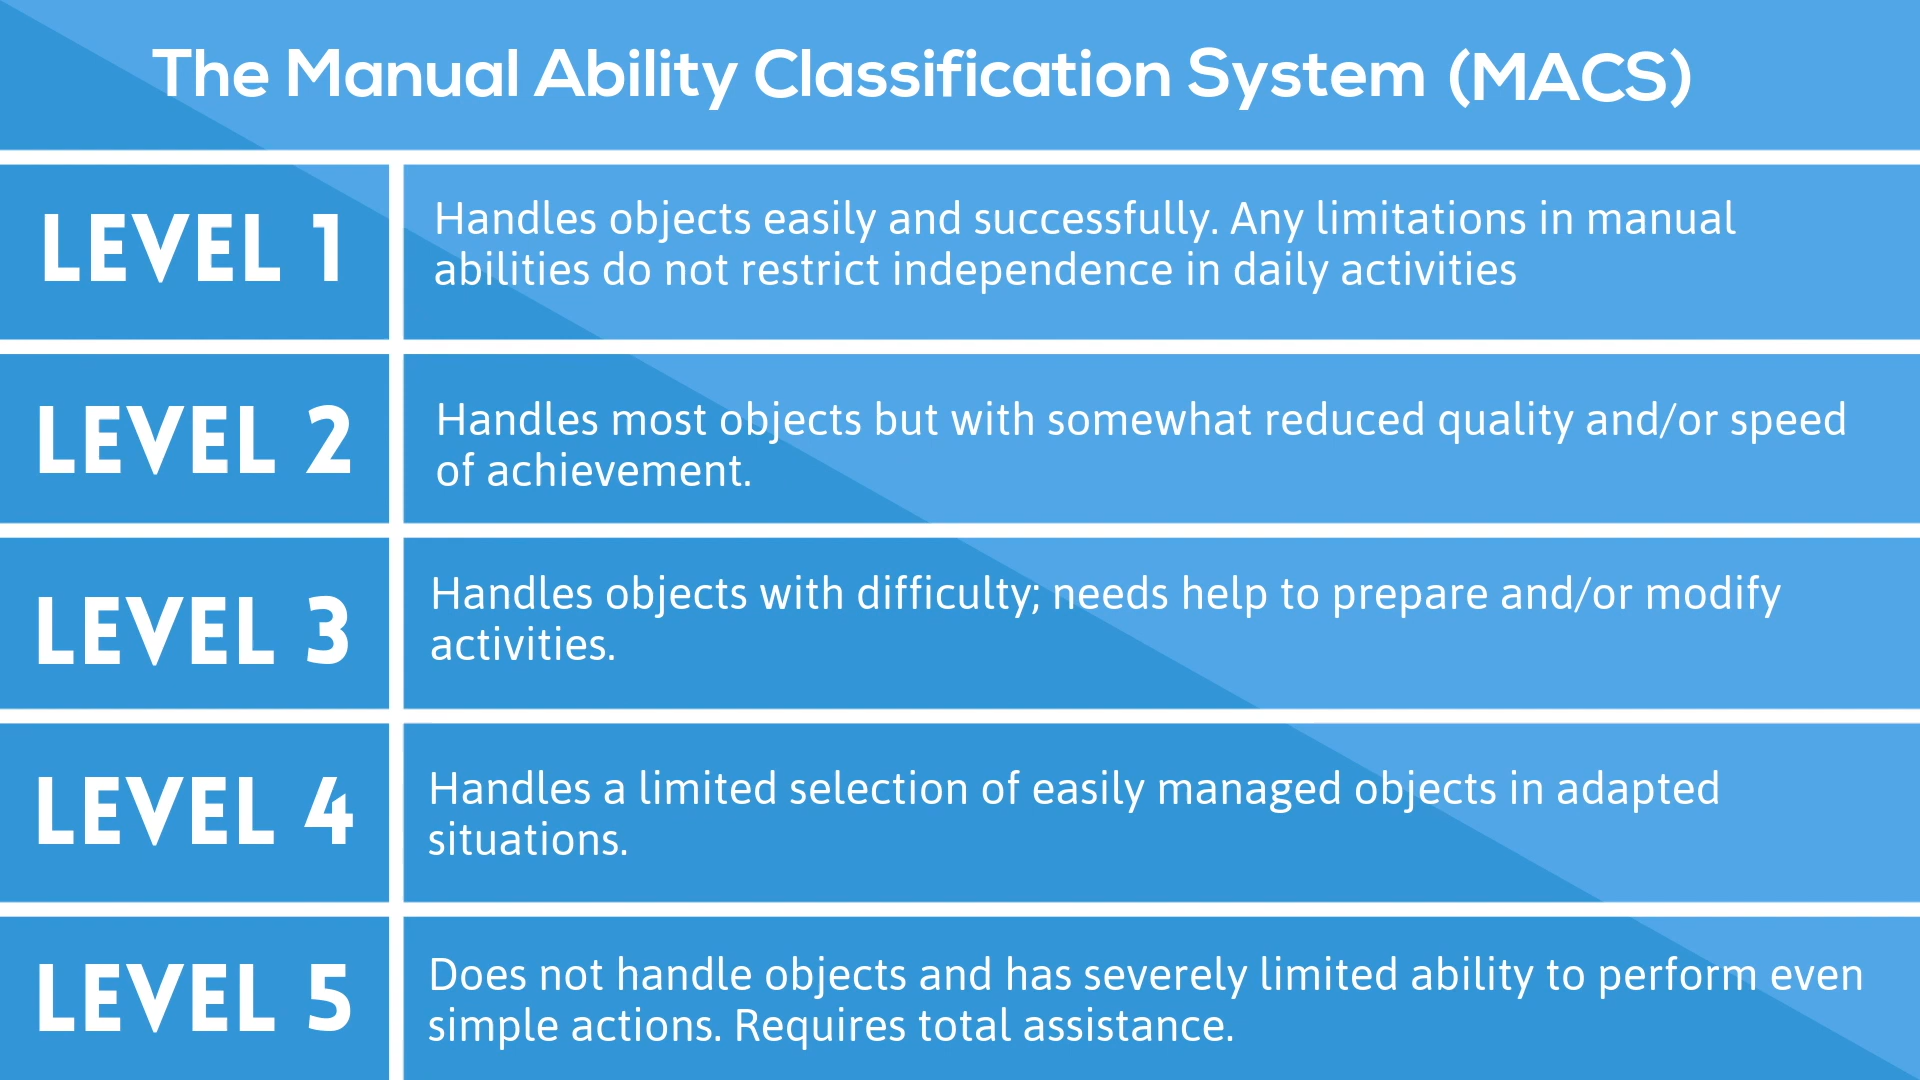 The Manual Ability Classification System (MACS)
LEVEL 1
Handles objects easily and successfully. Any limitations in manual
abilities do not restrict independence in daily activities
LEVEL 2
Handles most objects but with somewhat reduced quality and/or speed
of achievement.
LEVEL 3
Handles objects with difficulty; needs help to prepare and/or modify
activities.
LEVEL 4
Handles a limited selection of easily managed objects in adapted
situations.
LEVEL 5
Does not handle objects and has severely limited ability to perform even
simple actions. Requires total assistance.